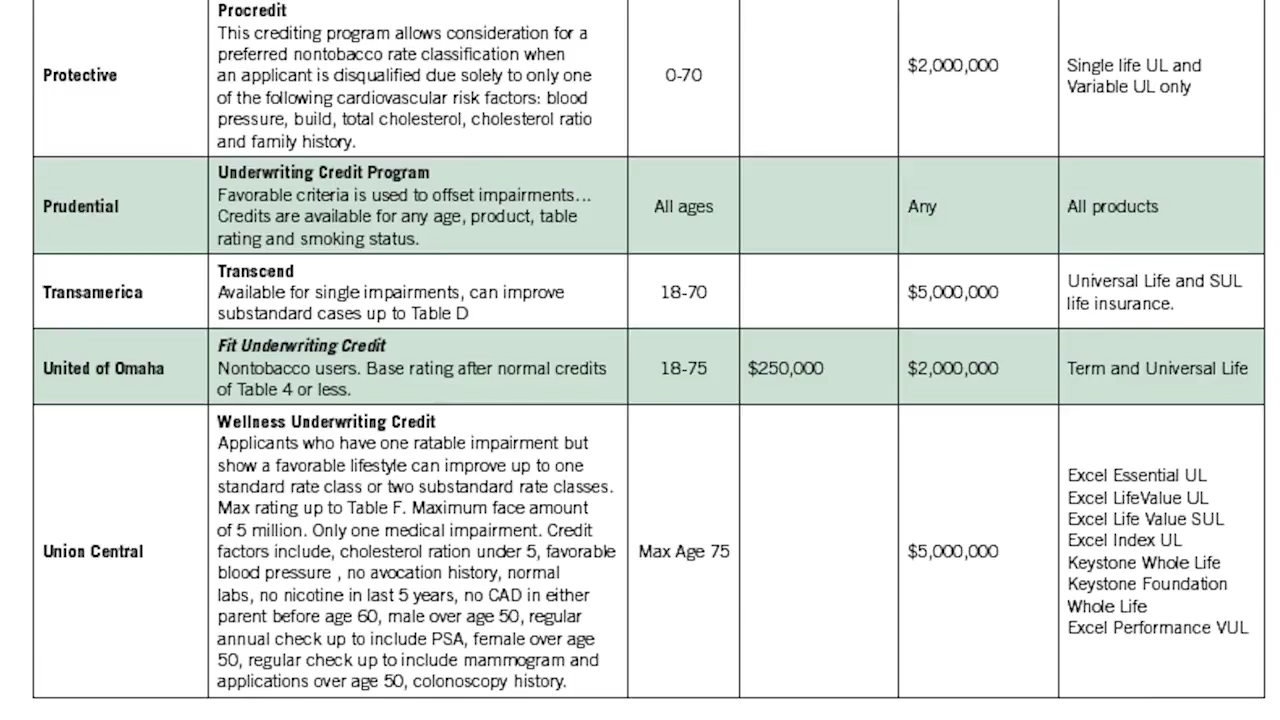 Procredit
This crediting program allows consideration for a
preferred nontobacco rate classification when
an applicant is disqualified due solely to only one
of the following cardiovascular risk factors: blood
pressure, build, total cholesterol, cholesterol ratio
and family history.
Protective
0-70
$2,000,000
Single life UL and
Variable UL only
Underwriting Credit Program
Favorable criteria is used to offset impairments...
Credits are available for any age, product, table
rating and smoking status.
Prudential
All ages
Any
All products
Transcend
Available for single impairments, can improve
substandard cases up to Table D
Transamerica
18-70
$5,000,000
Universal Life and SUL
life insurance.
Fit Underwriting Credit
Nontobacco users. Base rating after normal credits
of Table 4 or less.
United of Omaha
18-75
$250,000
$2,000,000
Term and Universal Life
Wellness Underwriting Credit
Applicants who have one ratable impairment but
show a favorable lifestyle can improve up to one
standard rate class or two substandard rate classes.
Max rating up to Table F. Maximum face amount
of 5 million. Only one medical impairment. Credit
factors include, cholesterol ration under 5, favorable
blood pressure , no avocation history, normal
labs, no nicotine in last 5 years, no CAD in either
parent before age 60, male over age 50, regular
annual check up to include PSA, female over age
50, regular check up to include mammogram and
applications over age 50, colonoscopy history.
Union Central
Max Age 75
$5,000,000
Excel Essential UL
Excel LifeValue UL
Excel Life Value SUL
Excel Index UL
Keystone Whole Life
Keystone Foundation
Whole Life
Excel Performance VUL